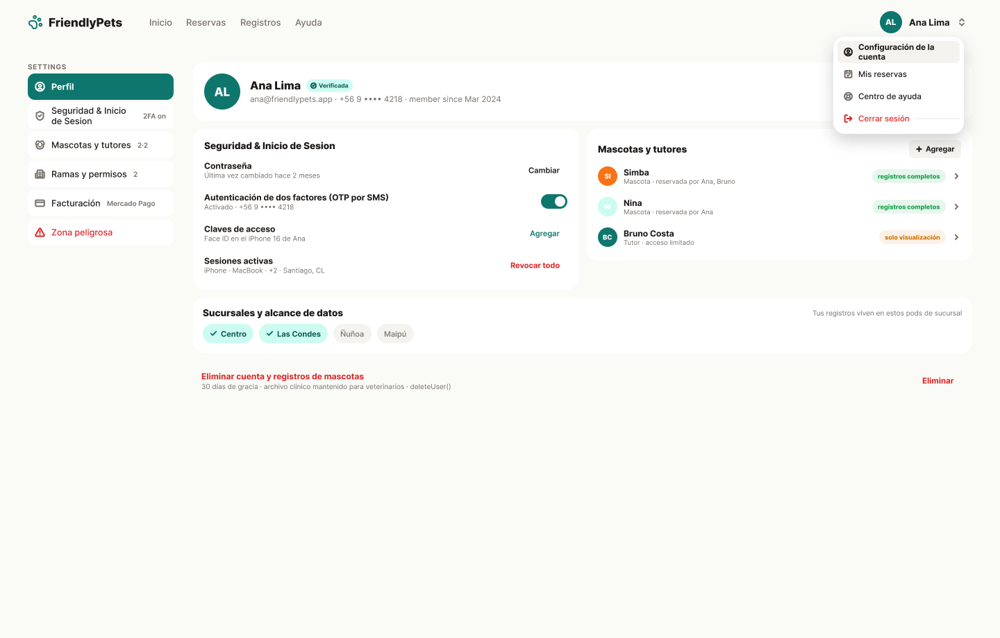 FriendlyPets
Inicio
Reservas
Registros
Ayuda
AL
Ana Lima
Configuración de la
cuenta
Mis reservas
Centro de ayuda
Cerrar sesión
SETTINGS
Perfil
Seguridad & Inicio
de Sesion
2FA on
Mascotas y tutores 2·2
Ramas y permisos 2
Facturación Mercado Pago
Zona peligrosa
AL
Ana Lima
Verificada
ana@friendlypets.app · +56 9 •••• 4218 · member since Mar 2024
Seguridad & Inicio de Sesion
Contraseña
Última vez cambiado hace 2 meses
Cambiar
Autenticación de dos factores (OTP por SMS)
Activado · +56 9 •••• 4218
Claves de acceso
Face ID en el iPhone 16 de Ana
Agregar
Sesiones activas
iPhone · MacBook · +2 · Santiago, CL
Revocar todo
Mascotas y tutores
+ Agregar
SI
Simba
Mascota · reservada por Ana, Bruno
registros completos
NI
Nina
Mascota · reservada por Ana
registros completos
BC
Bruno Costa
Tutor · acceso limitado
solo visualización
Sucursales y alcance de datos
Tus registros viven en estos pods de sucursal
Centro
Las Condes
Ñuñoa
Maipú
Eliminar cuenta y registros de mascotas
30 días de gracia · archivo clínico mantenido para veterinarios · deleteUser()
Eliminar